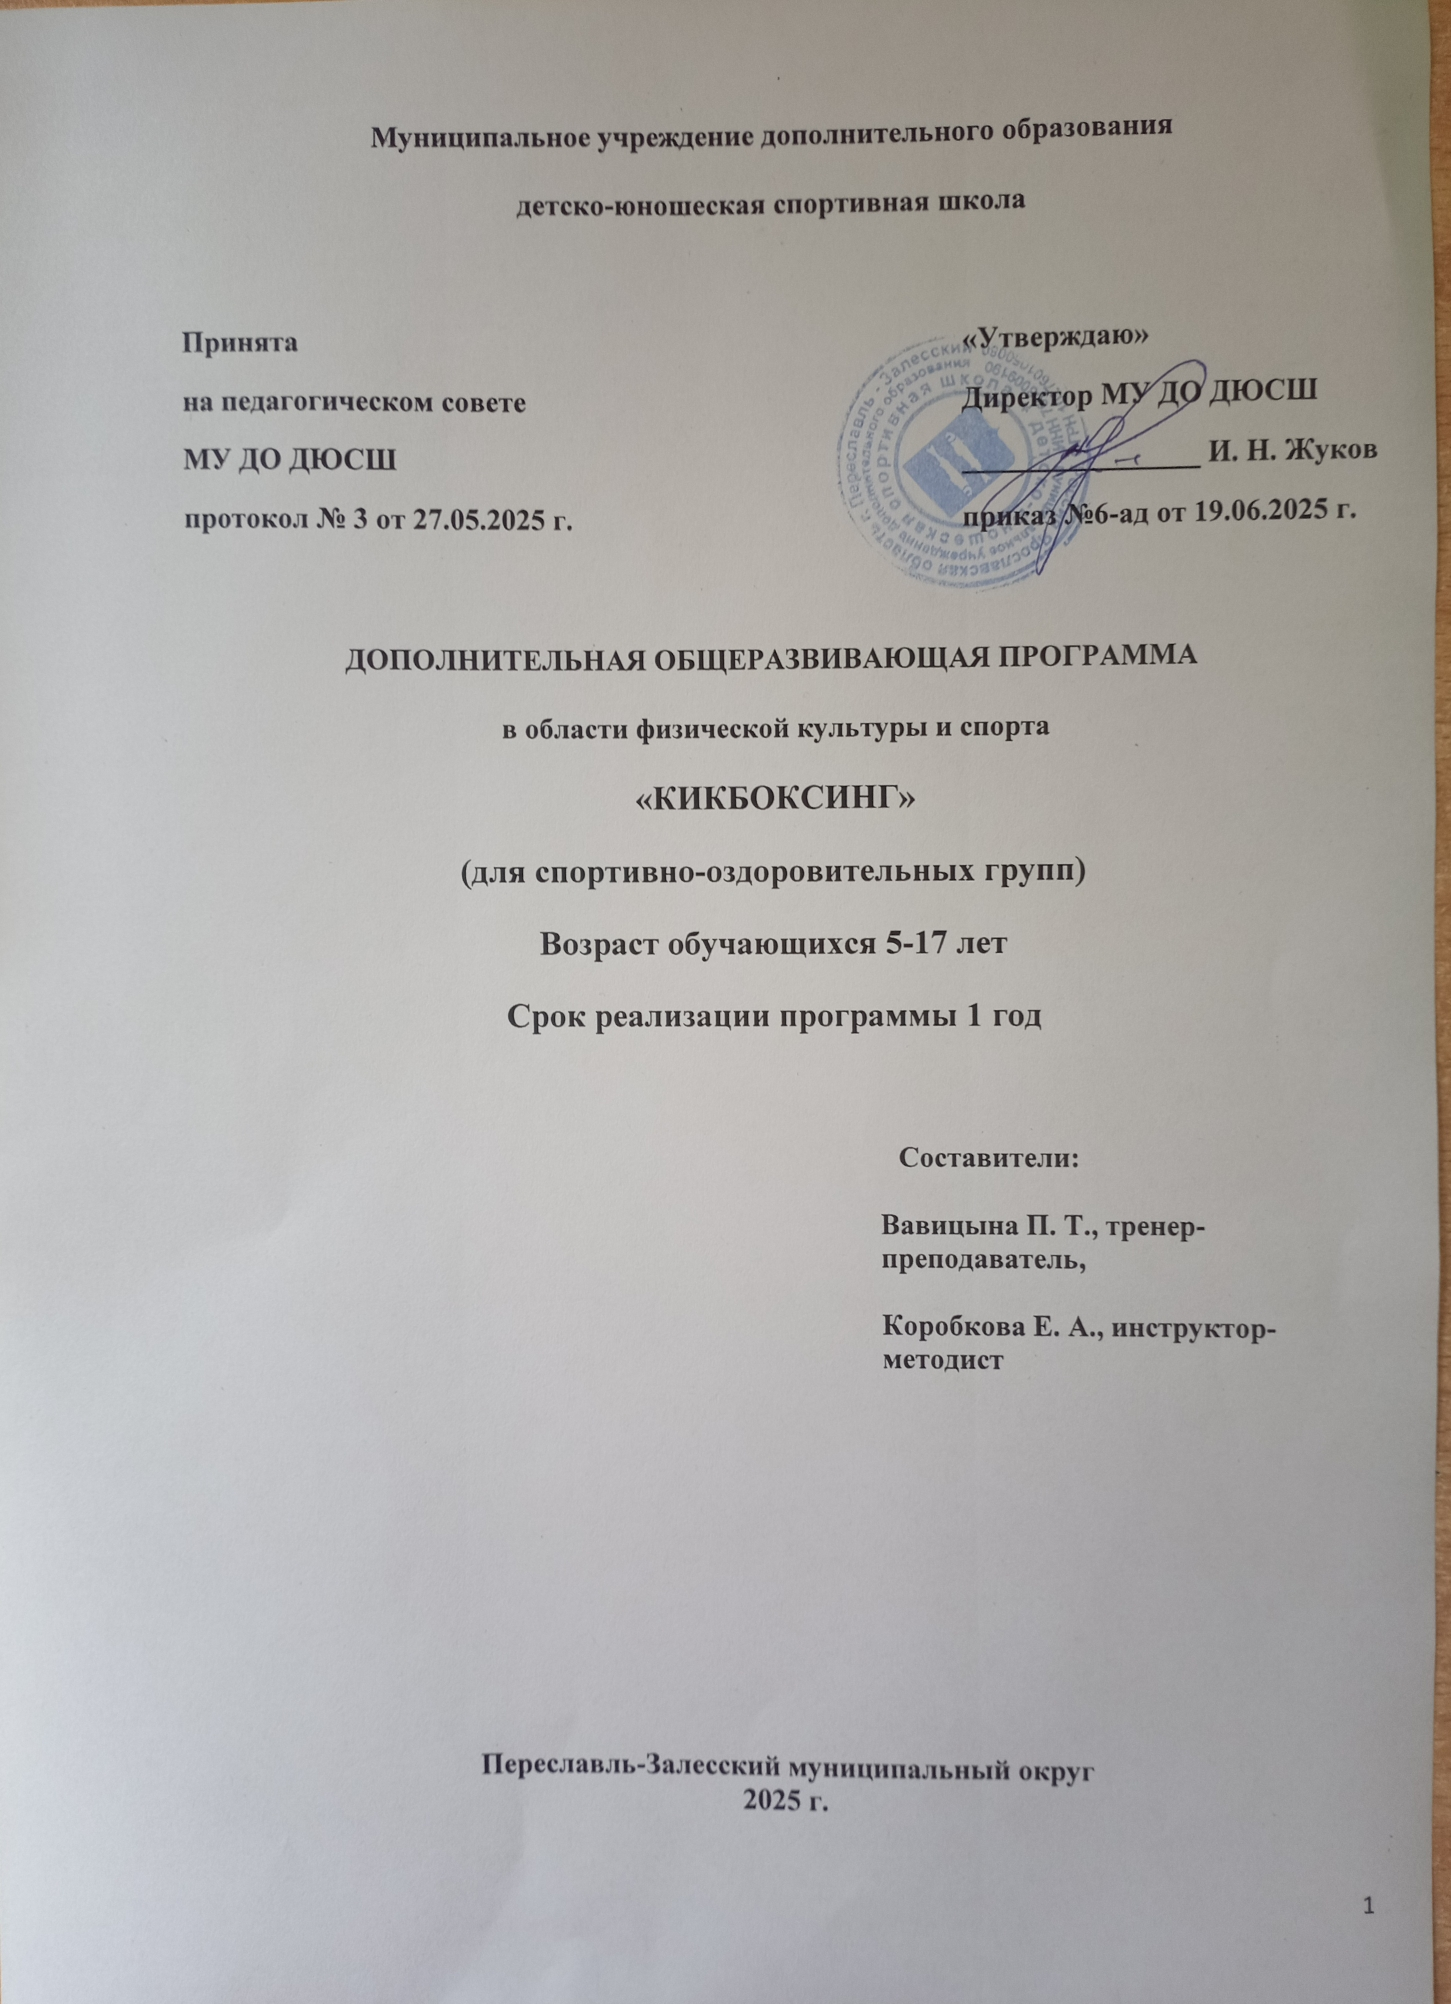 Муниципальное учреждение дополнительного образования
детско-юношеская спортивная школа
Принята
на педагогическом совете
МУ ДО ДЮСШ
протокол № 3 от 27.05.2025 г.
«Утверждаю»
Директор МУ ДО ДЮСШ
И. Н. Жуков
приказ №6-ад от 19.06.2025 г.
ДОПОЛНИТЕЛЬНАЯ ОБЩЕРАЗВИВАЮЩАЯ ПРОГРАММА
в области физической культуры и спорта
«КИКБОКСИНГ»
(для спортивно-оздоровительных групп)
Возраст обучающихся 5-17 лет
Срок реализации программы 1 год
Составители:
Вавицына П. Т., тренер-
преподаватель,
Коробкова Е. А., инструктор-
методист
Переславль-Залесский муниципальный округ
2025 г.
1